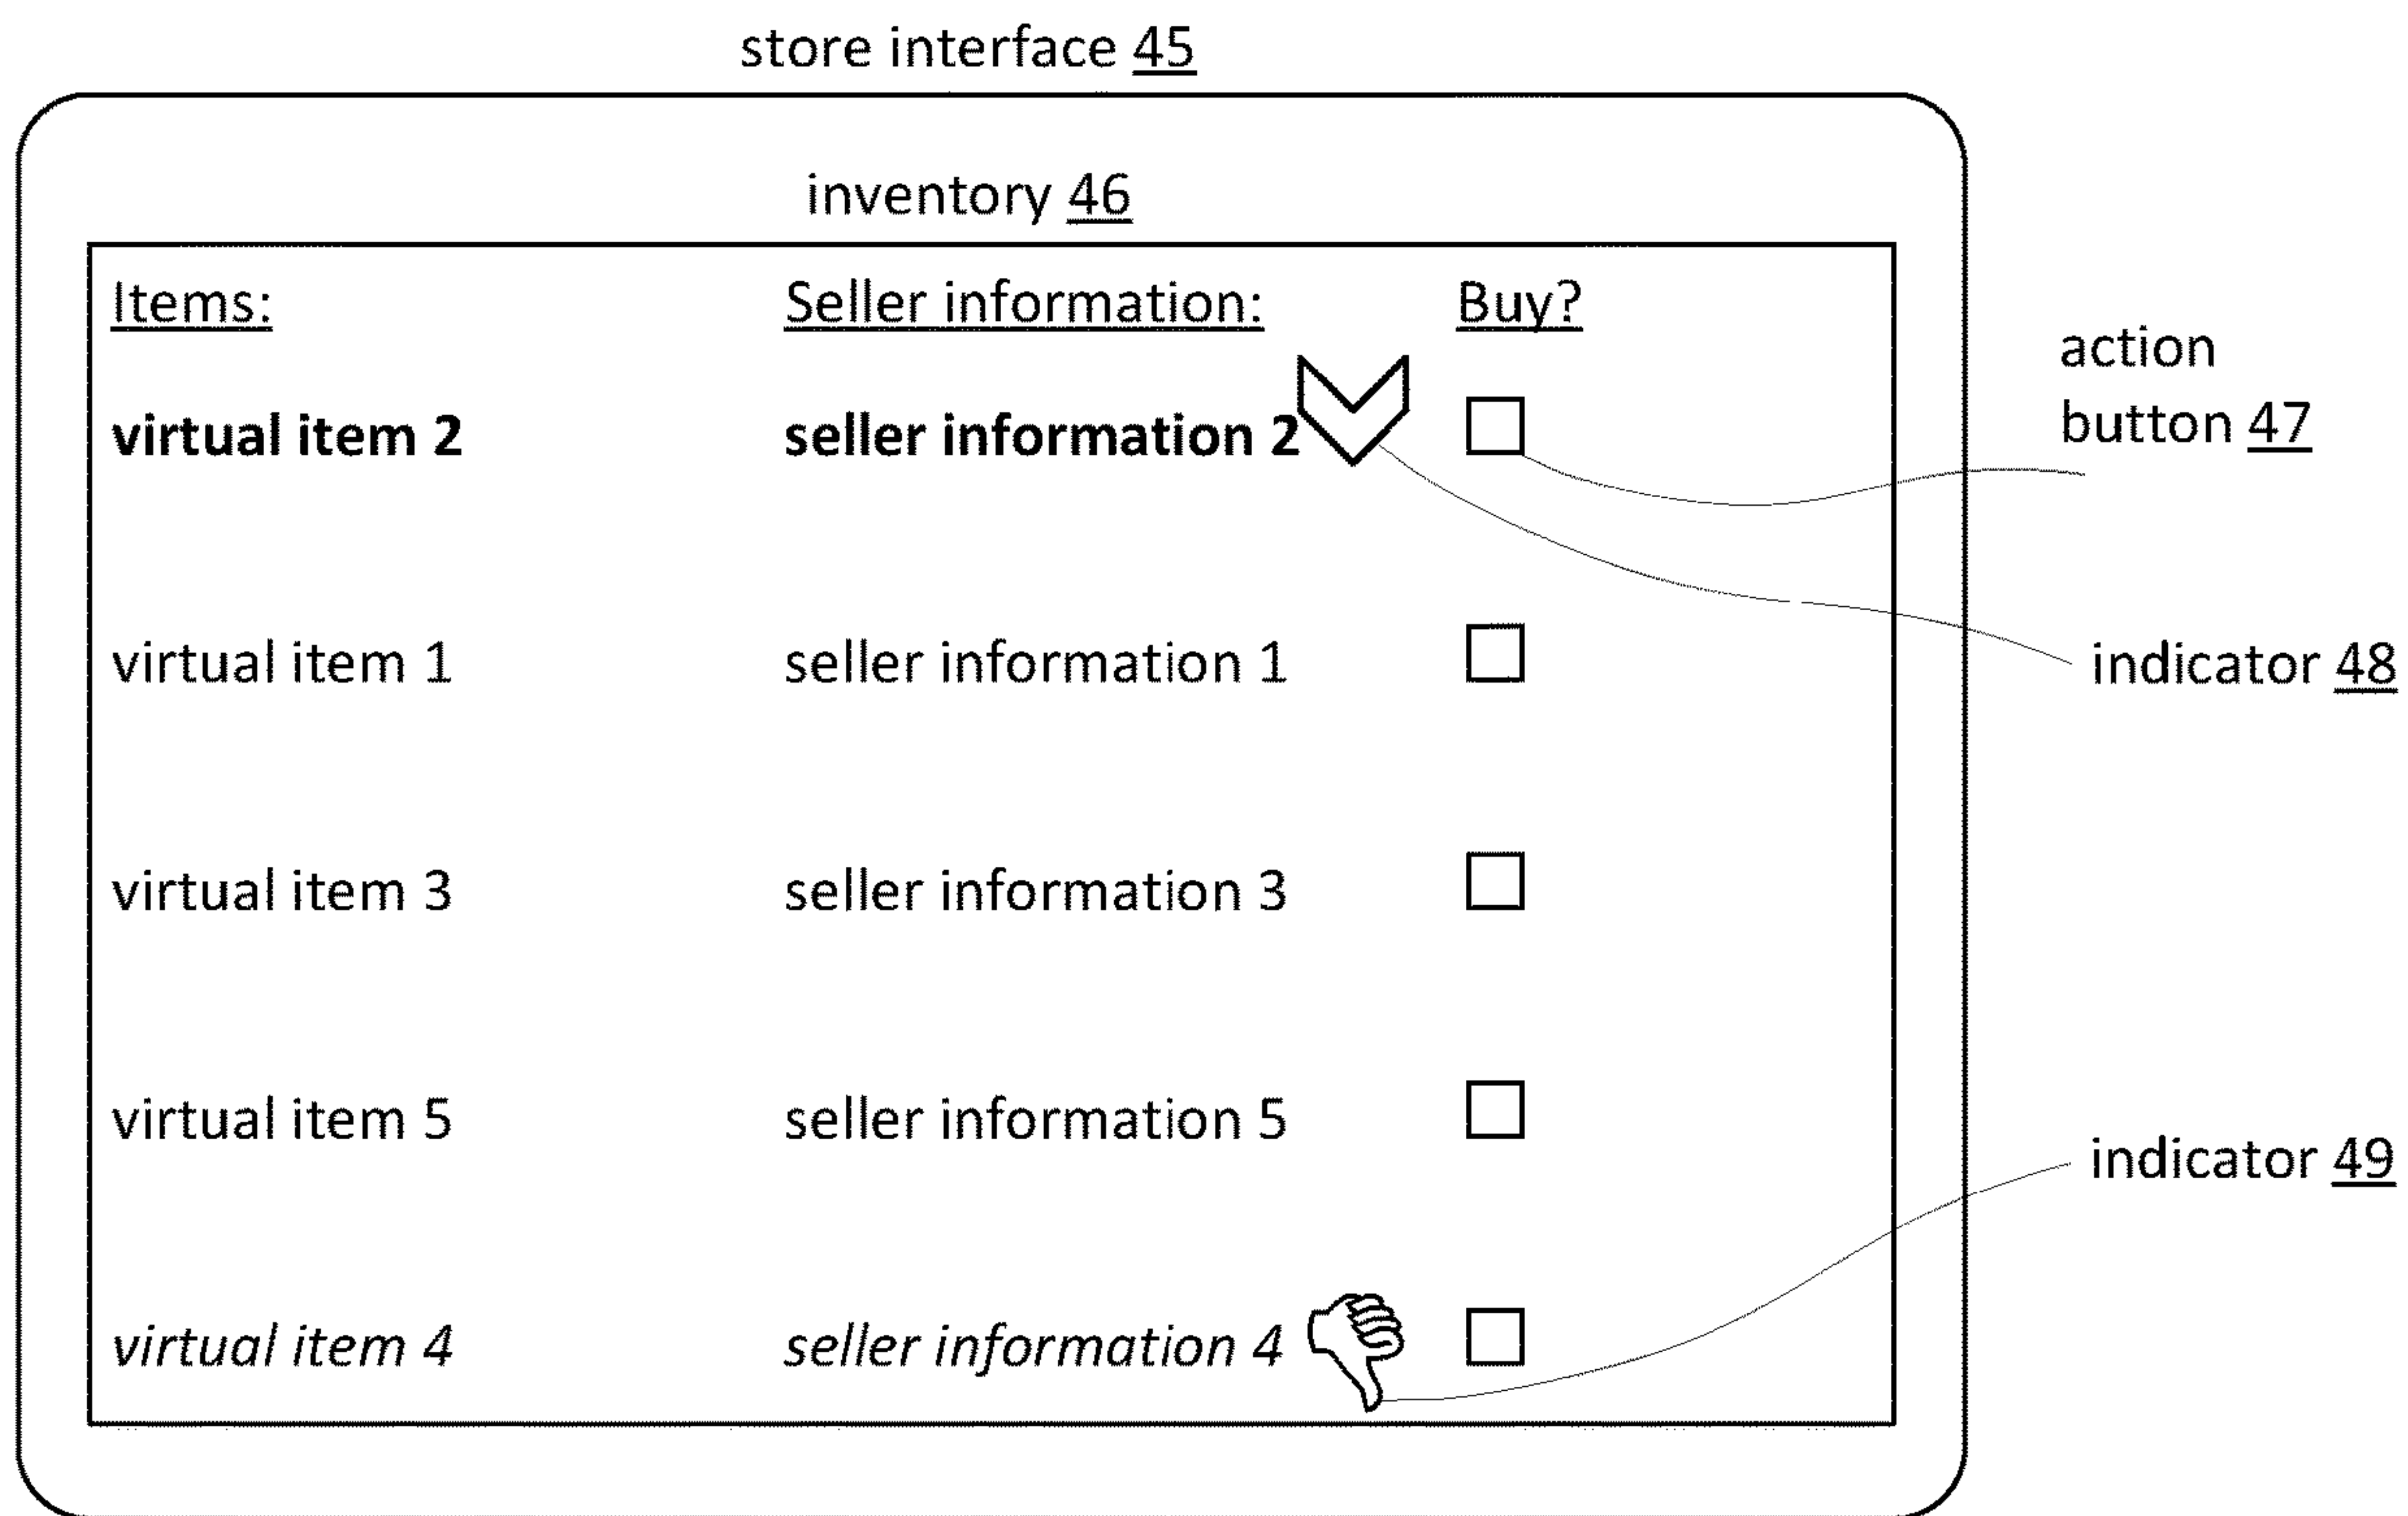 store interface 45
inventory 46
Items: Seller information: Buy?
action
button 47
virtual item 2 seller information 2
virtual item 1 seller information 1
indicator 48
virtual item 3 seller information 3
virtual item 5 seller information 5
indicator 49
virtual item 4 seller information 4